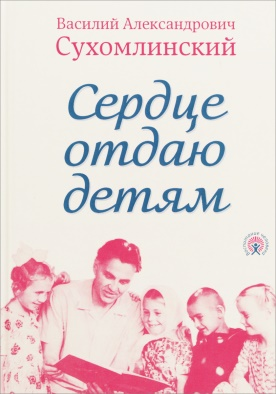 Василий Александрович
Сухомлинский
Сердце
отдаю
детям